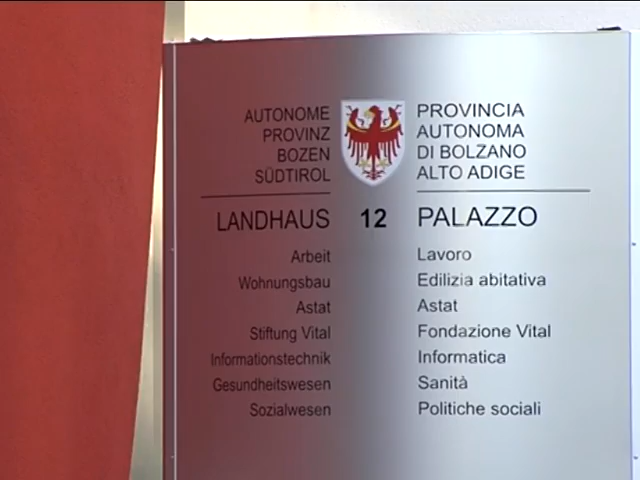 AUTONOME
PROVINZ
BOZEN
SÜDTIROL
PROVINCIA
AUTONOMA
DI BOLZANO
ALTO ADIGE
LANDHAUS 12 PALAZZO
Arbeit
Wohnungsbau
Astat
Stiftung Vital
Informationstechnik
Gesundheitswesen
Sozialwesen
Lavoro
Edilizia abitativa
Astat
Fondazione Vital
Informatica
Sanità
Politiche sociali